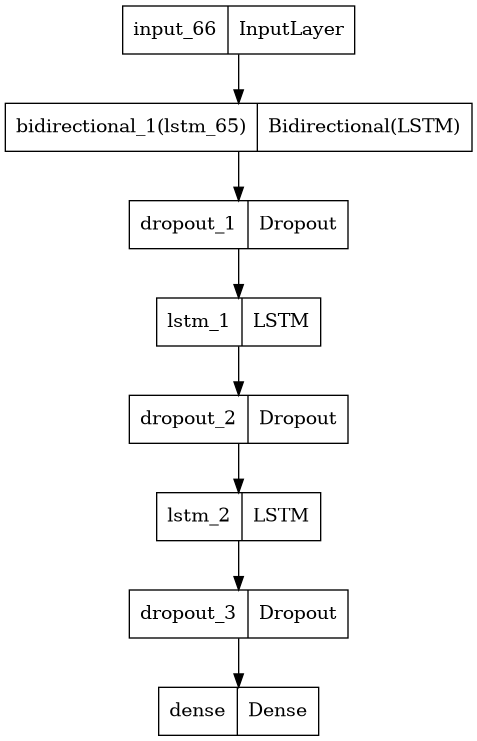 input_66 InputLayer
bidirectional_1(lstm_65) Bidirectional(LSTM)
dropout_1 Dropout
lstm_1 LSTM
dropout_2 Dropout
lstm_2 LSTM
dropout_3 Dropout
dense Dense